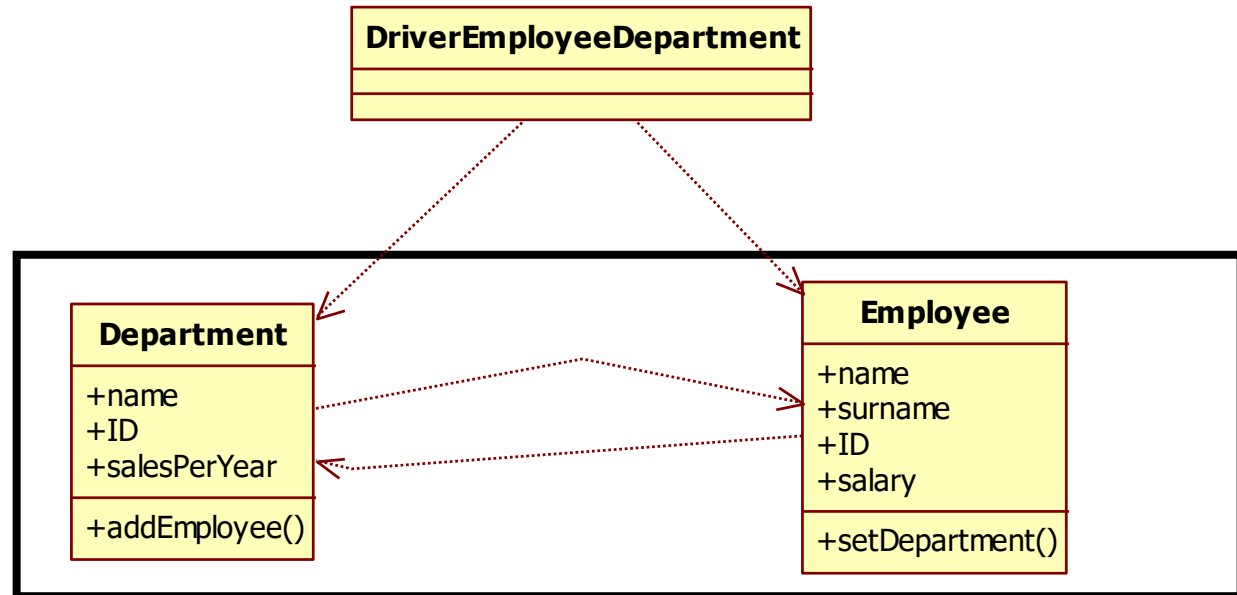 DriverEmployeeDepartment
Department
+name
+ID
+salesPerYear
+addEmployee()
Employee
+name
+surname
+ID
+salary
+setDepartment()